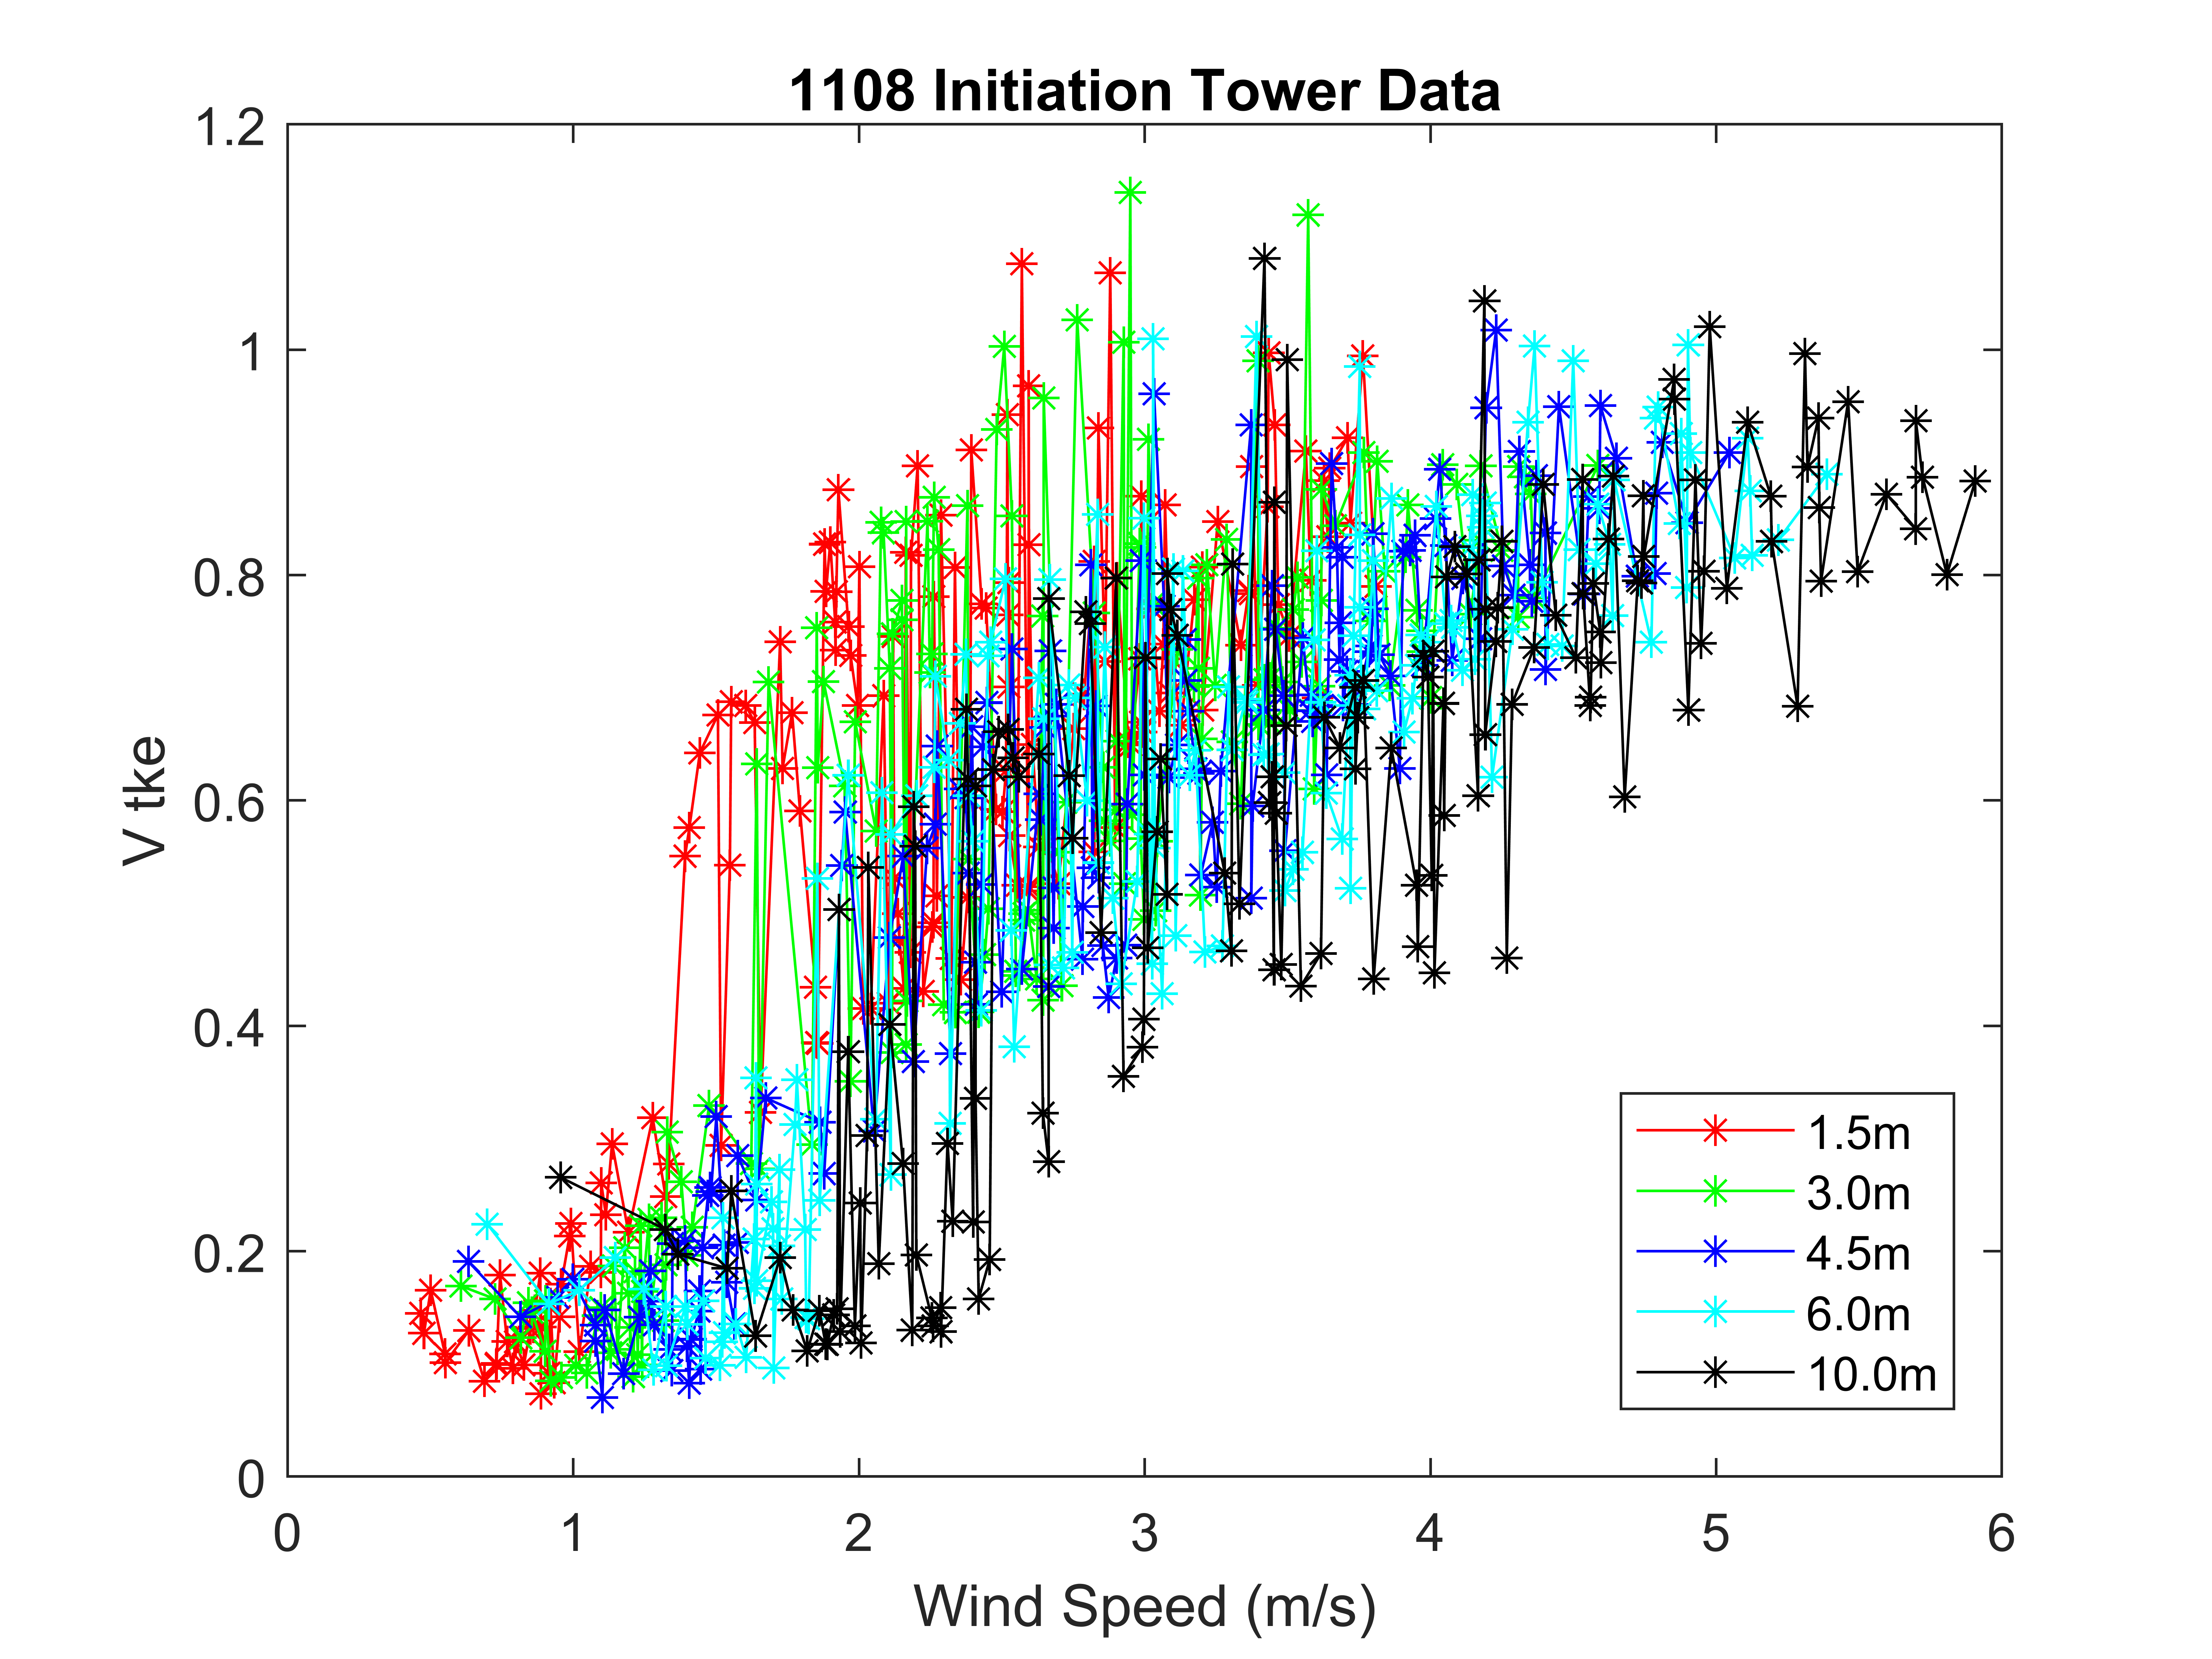 1108 Initiation Tower Data
1.2
1
0.8
0.6
0.4
0.2
0
V tke
1.5m
3.0m
4.5m
6.0m
10.0m
0 1 2 3 4 5 6
Wind Speed (m/s)